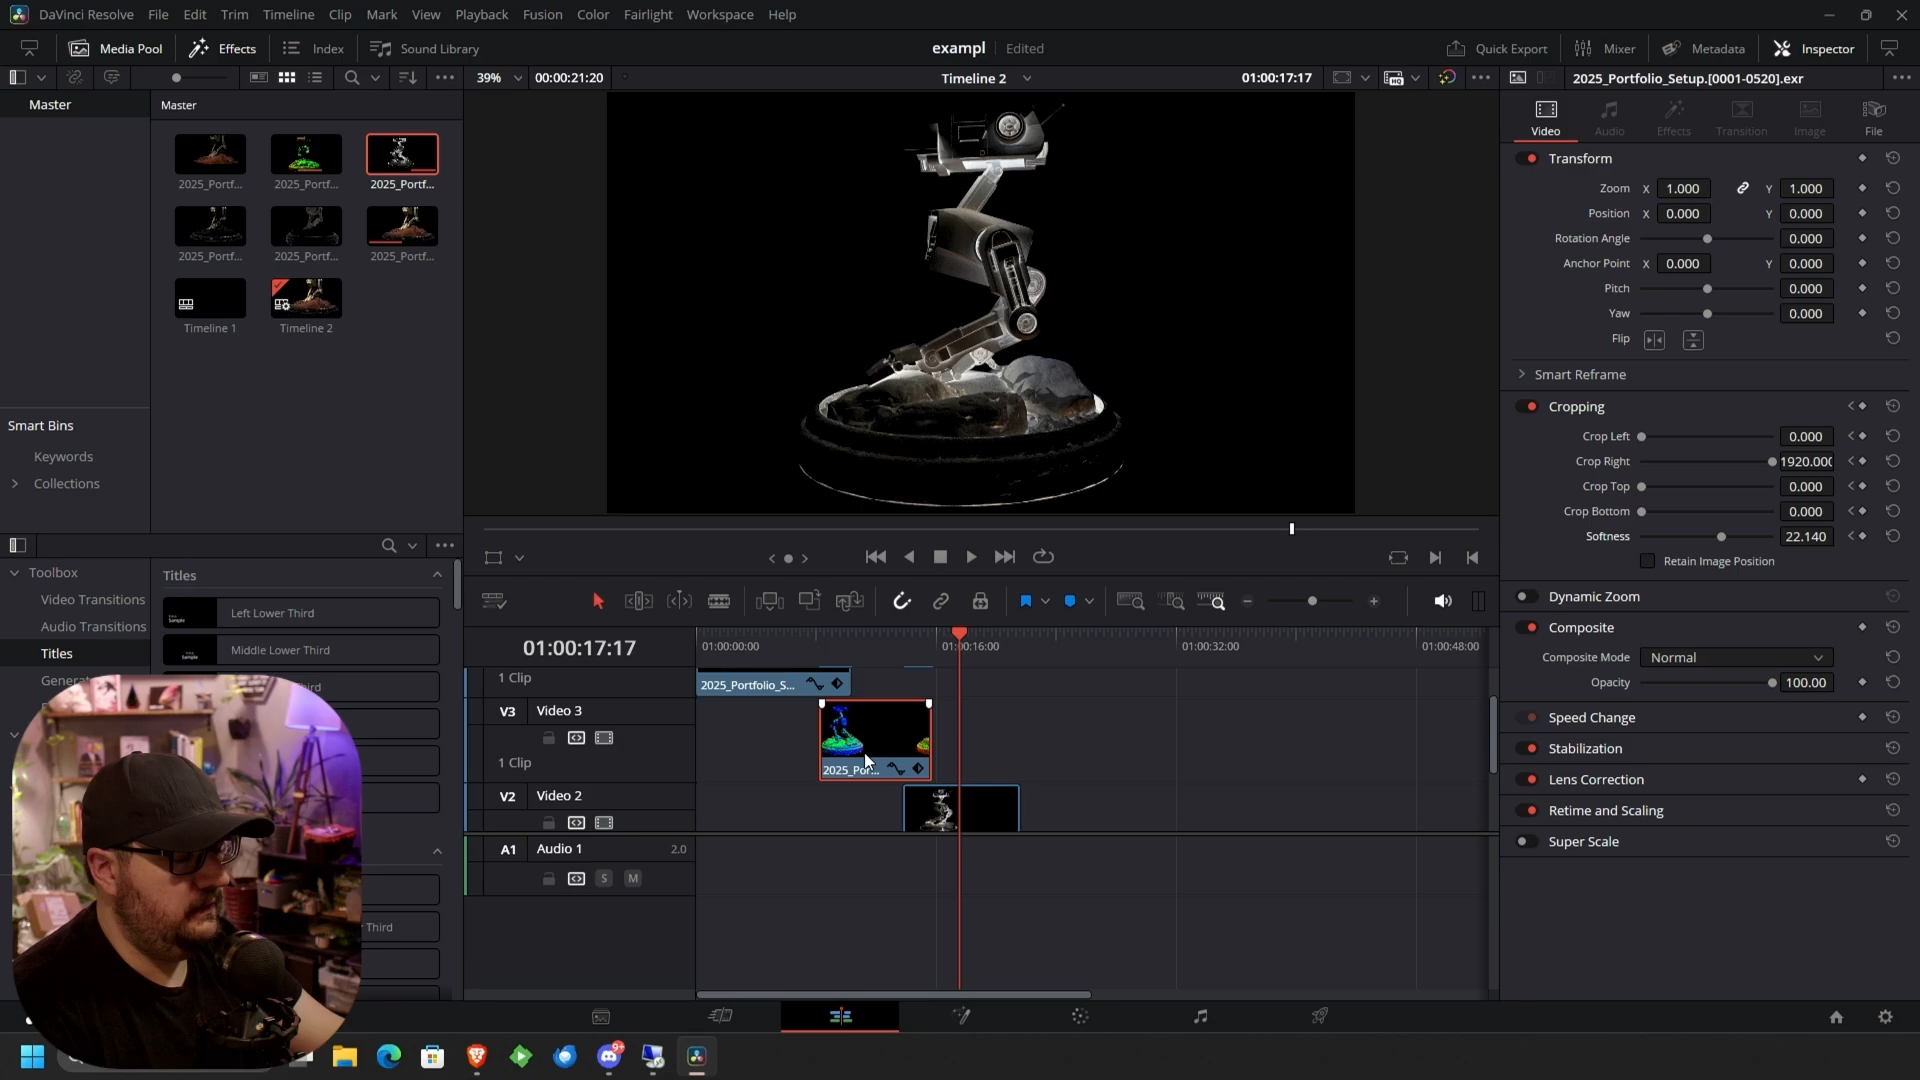 DaVinci Resolve File Edit Trim Timeline Clip Mark View Playback Fusion Color Fairlight Workspace Help
Media Pool Effects Index Sound Library exampl Edited Quick Export Mixer Metadata Inspector
39% 00:00:21:20 Timeline 2 01:00:17:17 2025_Portfolio_Setup.[0001-0520].exr
Master
Master
Video Audio Effects Transition Image File
2025_Portf... 2025_Portf... 2025_Portf...
2025_Portf... 2025_Portf... 2025_Portf...
Timeline 1 Timeline 2
Smart Bins
Keywords
Collections
Transform
Zoom X 1.000 Y 1.000
Position X 0.000 Y 0.000
Rotation Angle 0.000
Anchor Point X 0.000 Y 0.000
Pitch 0.000
Yaw 0.000
Flip
Smart Reframe
Cropping
Crop Left 0.000
Crop Right 1920.000
Crop Top 0.000
Crop Bottom 0.000
Softness 22.140
Retain Image Position
Dynamic Zoom
Composite
Composite Mode Normal
Opacity 100.00
Speed Change
Stabilization
Lens Correction
Retime and Scaling
Super Scale
Toolbox
Video Transitions
Audio Transitions
Titles
Titles
Left Lower Third
Middle Lower Third
Third
01:00:17:17
01:00:00:00 01:00:16:00 01:00:32:00 01:00:48:00
1 Clip
2025_Portfolio_S...
V3 Video 3
1 Clip
2025_Por...
V2 Video 2
A1 Audio 1 2.0
S M
9+